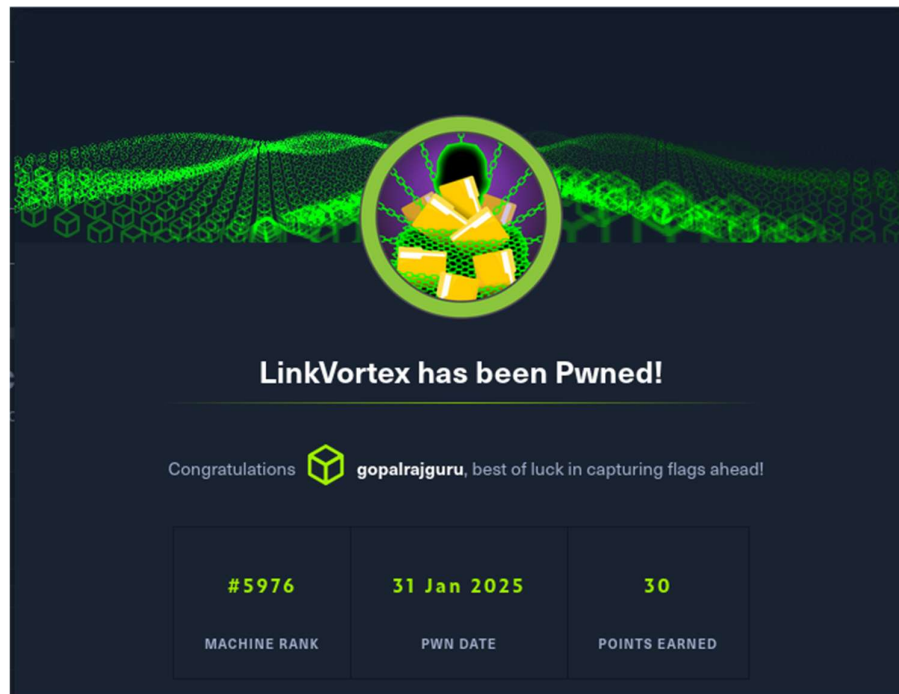 LinkVortex has been Pwned!
Congratulations gopalrajguru, best of luck in capturing flags ahead!
#5976 31 Jan 2025 30
MACHINE RANK PWN DATE POINTS EARNED